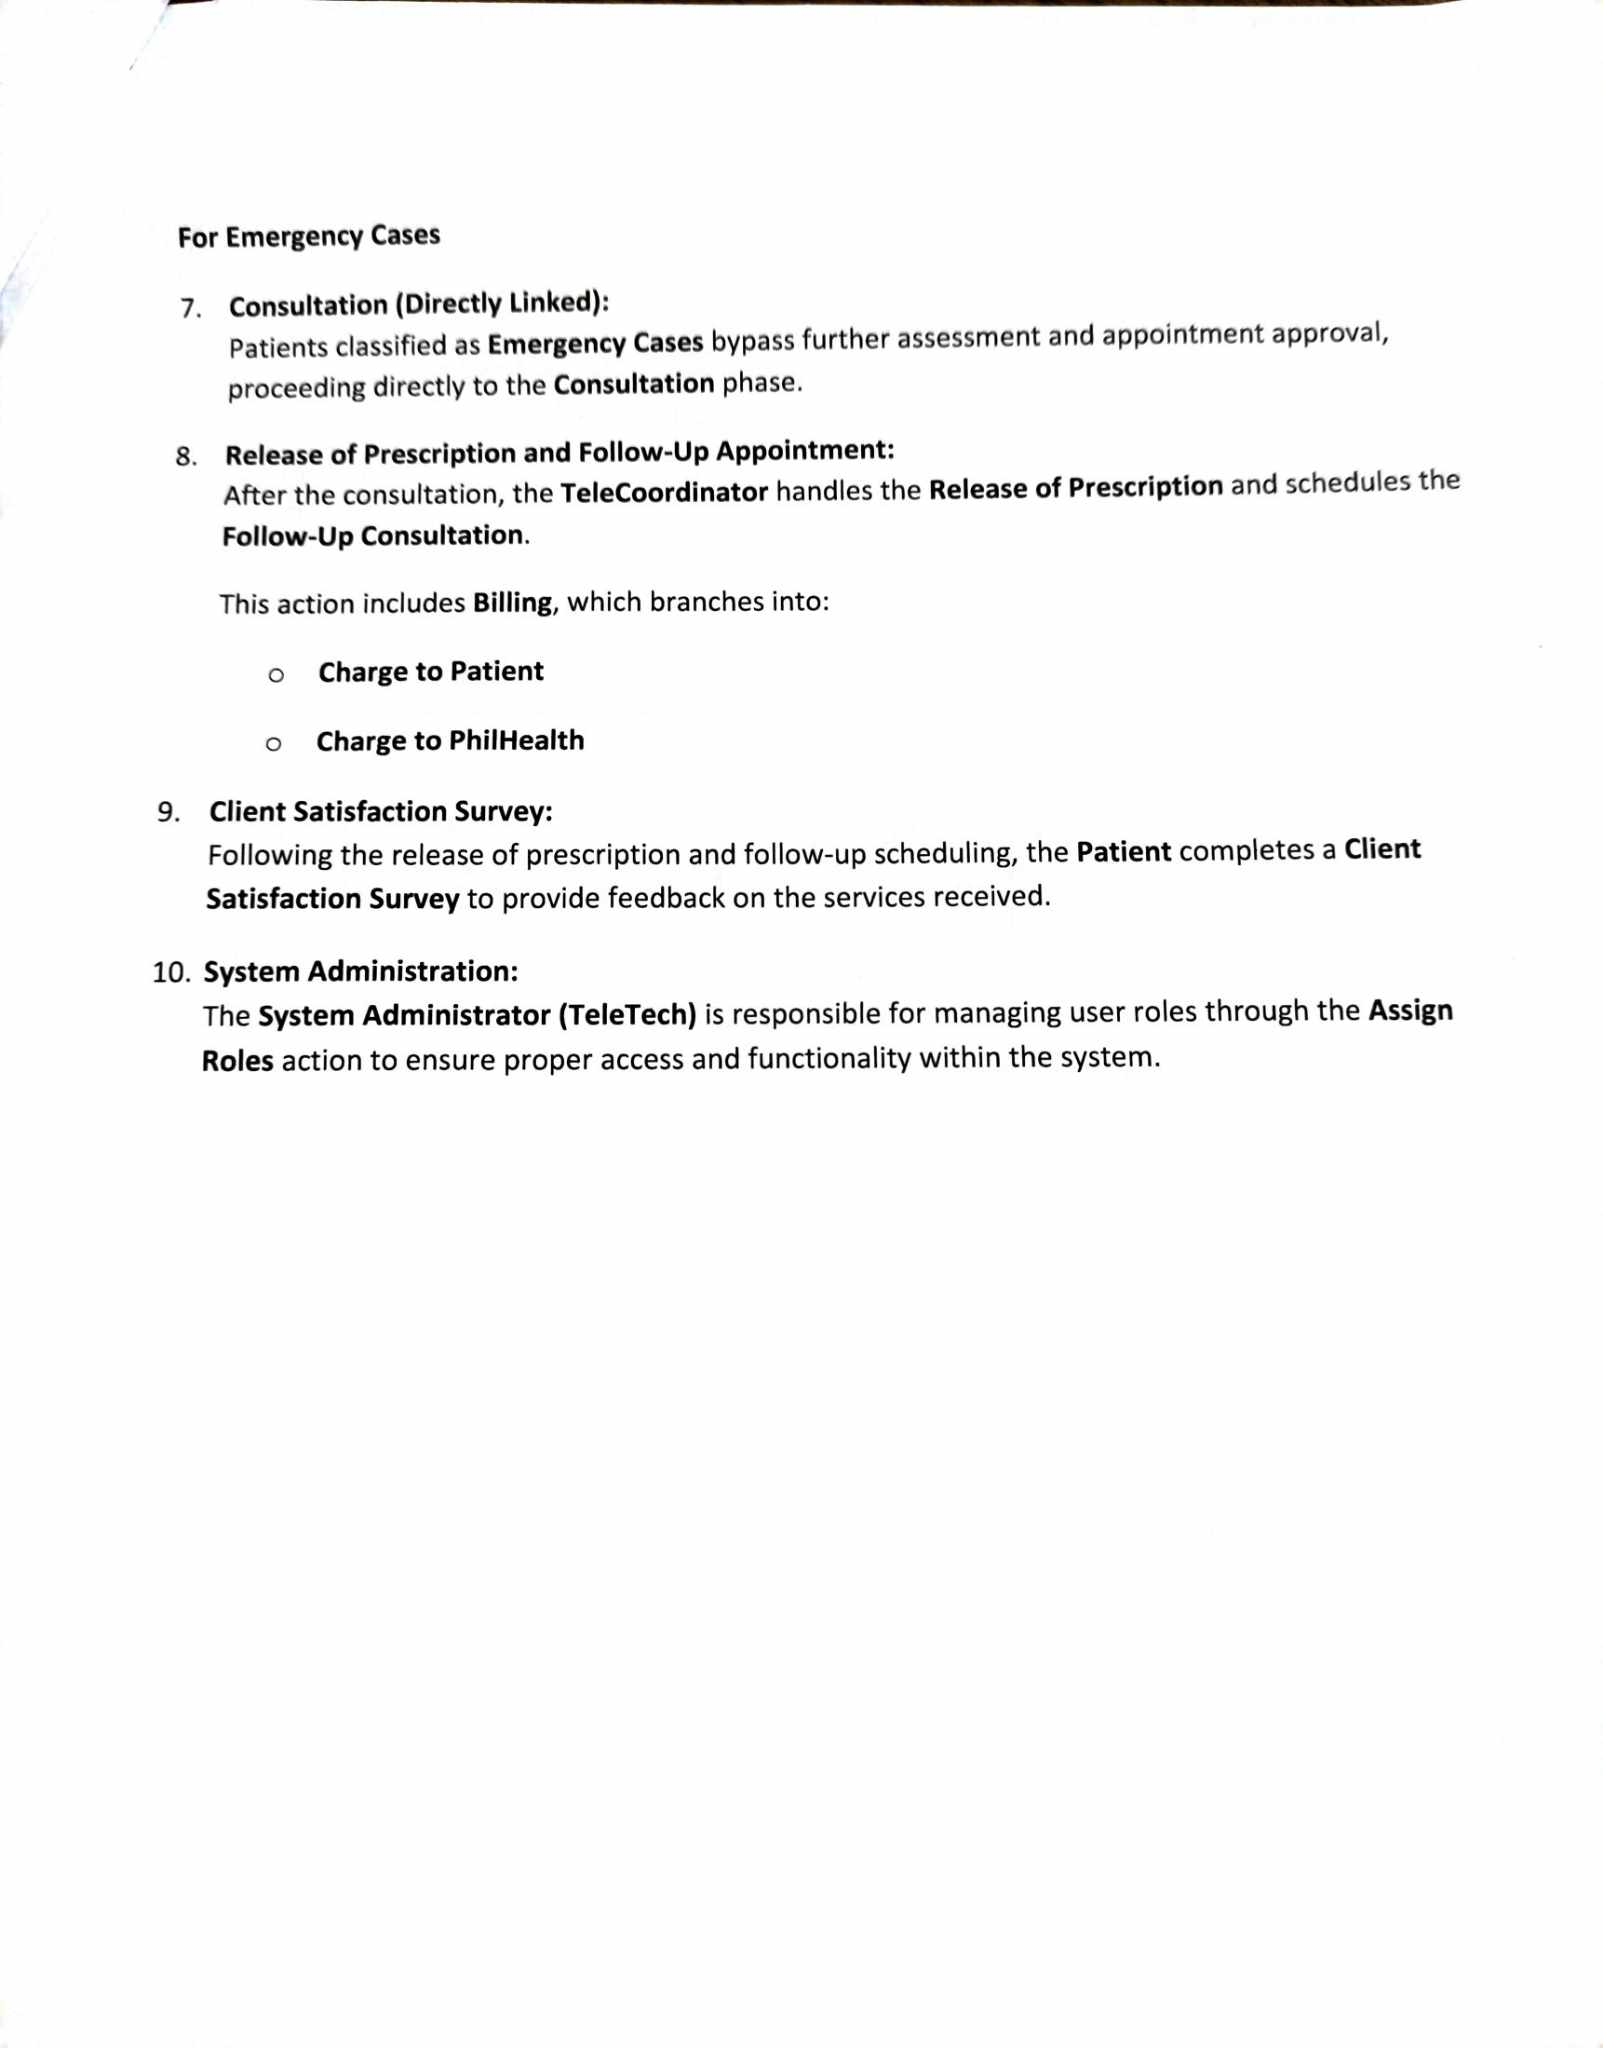 For Emergency Cases
7. Consultation (Directly Linked):
Patients classified as Emergency Cases bypass further assessment and appointment approval,
proceeding directly to the Consultation phase.
8. Release of Prescription and Follow-Up Appointment:
After the consultation, the TeleCoordinator handles the Release of Prescription and schedules the
Follow-Up Consultation.
This action includes Billing, which branches into:
o Charge to Patient
o Charge to PhilHealth
9. Client Satisfaction Survey:
Following the release of prescription and follow-up scheduling, the Patient completes a Client
Satisfaction Survey to provide feedback on the services received.
10. System Administration:
The System Administrator (TeleTech) is responsible for managing user roles through the Assign
Roles action to ensure proper access and functionality within the system.